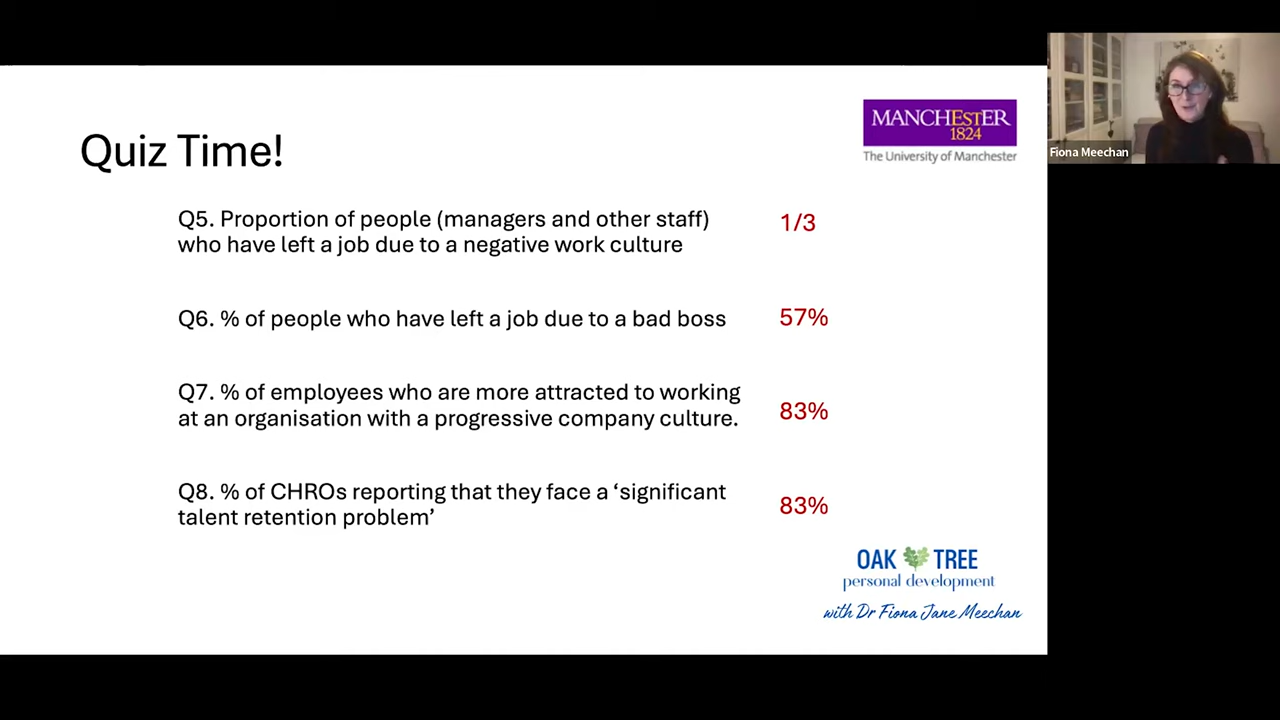 Quiz Time!
MANCHESTER
1824
The University of Manchester
Fiona Meechan
Q5. Proportion of people (managers and other staff)
who have left a job due to a negative work culture
1/3
Q6. % of people who have left a job due to a bad boss
57%
Q7. % of employees who are more attracted to working
at an organisation with a progressive company culture.
83%
Q8. % of CHROs reporting that they face a ‘significant
talent retention problem’
83%
OAK TREE
personal development
with Dr Fiona Jane Meechan